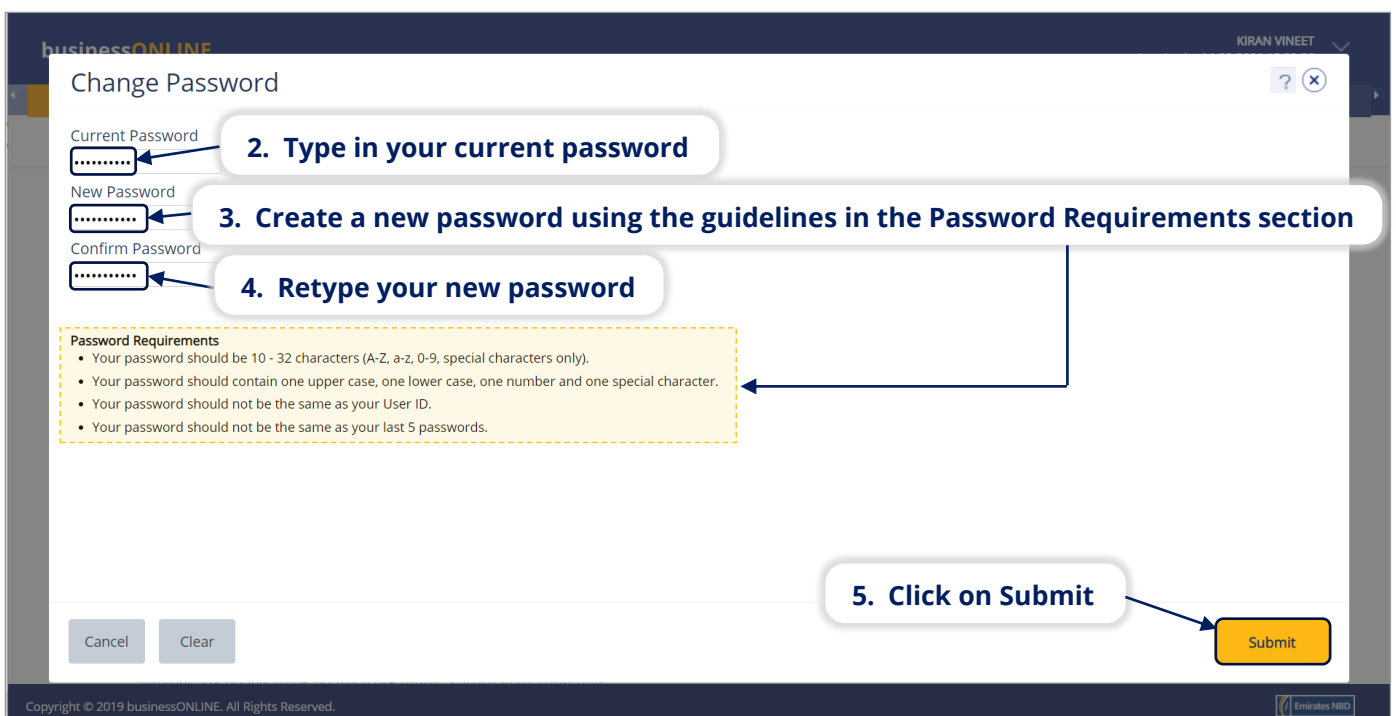 businessONLINE
KIRAN VINEET
Change Password
?
Current Password
••••••••••
2. Type in your current password
New Password
•••••••••••
3. Create a new password using the guidelines in the Password Requirements section
Confirm Password
•••••••••••
4. Retype your new password
Password Requirements
• Your password should be 10 - 32 characters (A-Z, a-z, 0-9, special characters only).
• Your password should contain one upper case, one lower case, one number and one special character.
• Your password should not be the same as your User ID.
• Your password should not be the same as your last 5 passwords.
5. Click on Submit
Cancel
Clear
Submit
Copyright © 2019 businessONLINE. All Rights Reserved.
Emirates NBD